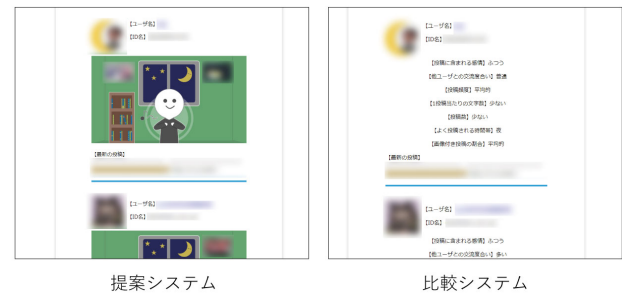 【ユーザ名】
【ID名】
【最新の投稿】
【ユーザ名】
【ID名】
提案システム
【ユーザ名】
【ID名】
【投稿に含まれる感情】ふつう
【他ユーザとの交流度合い】普通
【投稿頻度】平均的
【1投稿当たりの文字数】少ない
【投稿数】少ない
【よく投稿される時間帯】夜
【画像付き投稿の割合】平均的
【最新の投稿】
【ユーザ名】
【ID名】
【投稿に含まれる感情】ふつう
【他ユーザとの交流度合い】多い
比較システム